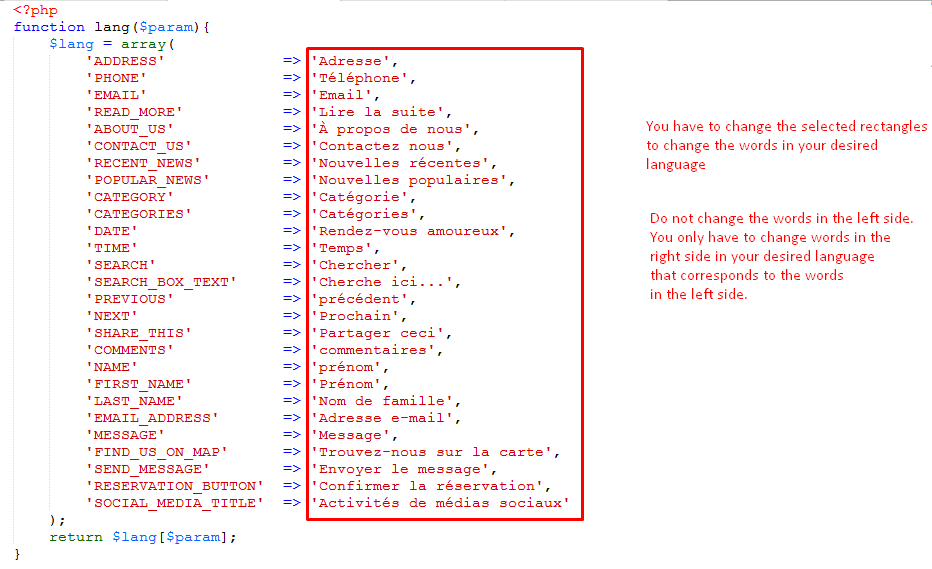 <?php
function lang($param){
    $lang = array(
        'ADDRESS'             => 'Adresse',
        'PHONE'               => 'Téléphone',
        'EMAIL'               => 'Email',
        'READ_MORE'           => 'Lire la suite',
        'ABOUT_US'            => 'À propos de nous',
        'CONTACT_US'          => 'Contactez nous',
        'RECENT_NEWS'         => 'Nouvelles récentes',
        'POPULAR_NEWS'        => 'Nouvelles populaires',
        'CATEGORY'            => 'Catégorie',
        'CATEGORIES'          => 'Catégories',
        'DATE'                => 'Rendez-vous amoureux',
        'TIME'                => 'Temps',
        'SEARCH'              => 'Chercher',
        'SEARCH_BOX_TEXT'     => 'Cherche ici...',
        'PREVIOUS'            => 'précédent',
        'NEXT'                => 'Prochain',
        'SHARE_THIS'          => 'Partager ceci',
        'COMMENTS'            => 'commentaires',
        'NAME'                => 'prénom',
        'FIRST_NAME'          => 'Prénom',
        'LAST_NAME'           => 'Nom de famille',
        'EMAIL_ADDRESS'       => 'Adresse e-mail',
        'MESSAGE'             => 'Message',
        'FIND_US_ON_MAP'      => 'Trouvez-nous sur la carte',
        'SEND_MESSAGE'        => 'Envoyer le message',
        'RESERVATION_BUTTON'  => 'Confirmer la réservation',
        'SOCIAL_MEDIA_TITLE'  => 'Activités de médias sociaux'
    );
    return $lang[$param];
}
You have to change the selected rectangles
to change the words in your desired
language
Do not change the words in the left side.
You only have to change words in the
right side in your desired language
that corresponds to the words
in the left side.